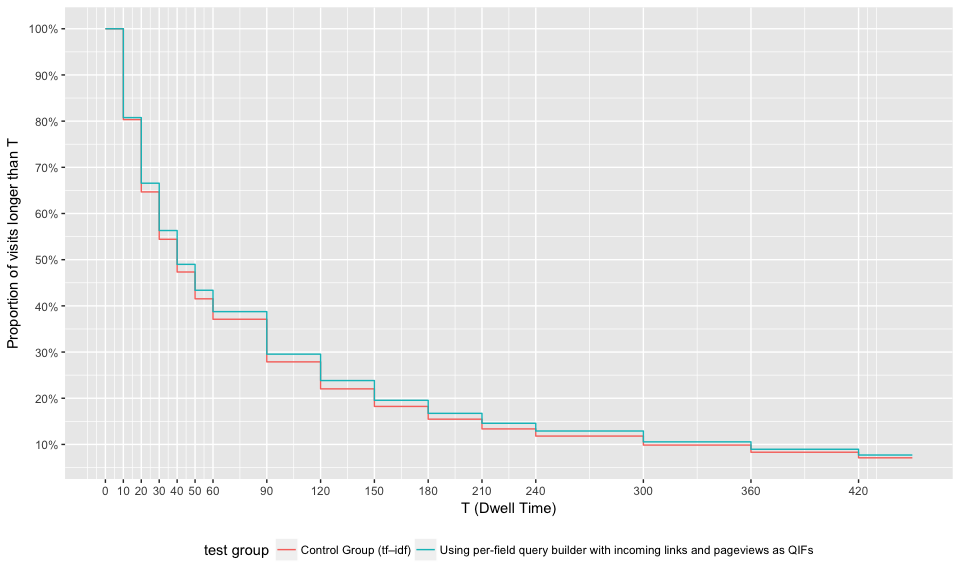 Proportion of visits longer than T
100%
90%
80%
70%
60%
50%
40%
30%
20%
10%
0 10 20 30 40 50 60 90 120 150 180 210 240 300 360 420
T (Dwell Time)
test group Control Group (tf–idf) Using per-field query builder with incoming links and pageviews as QIFs